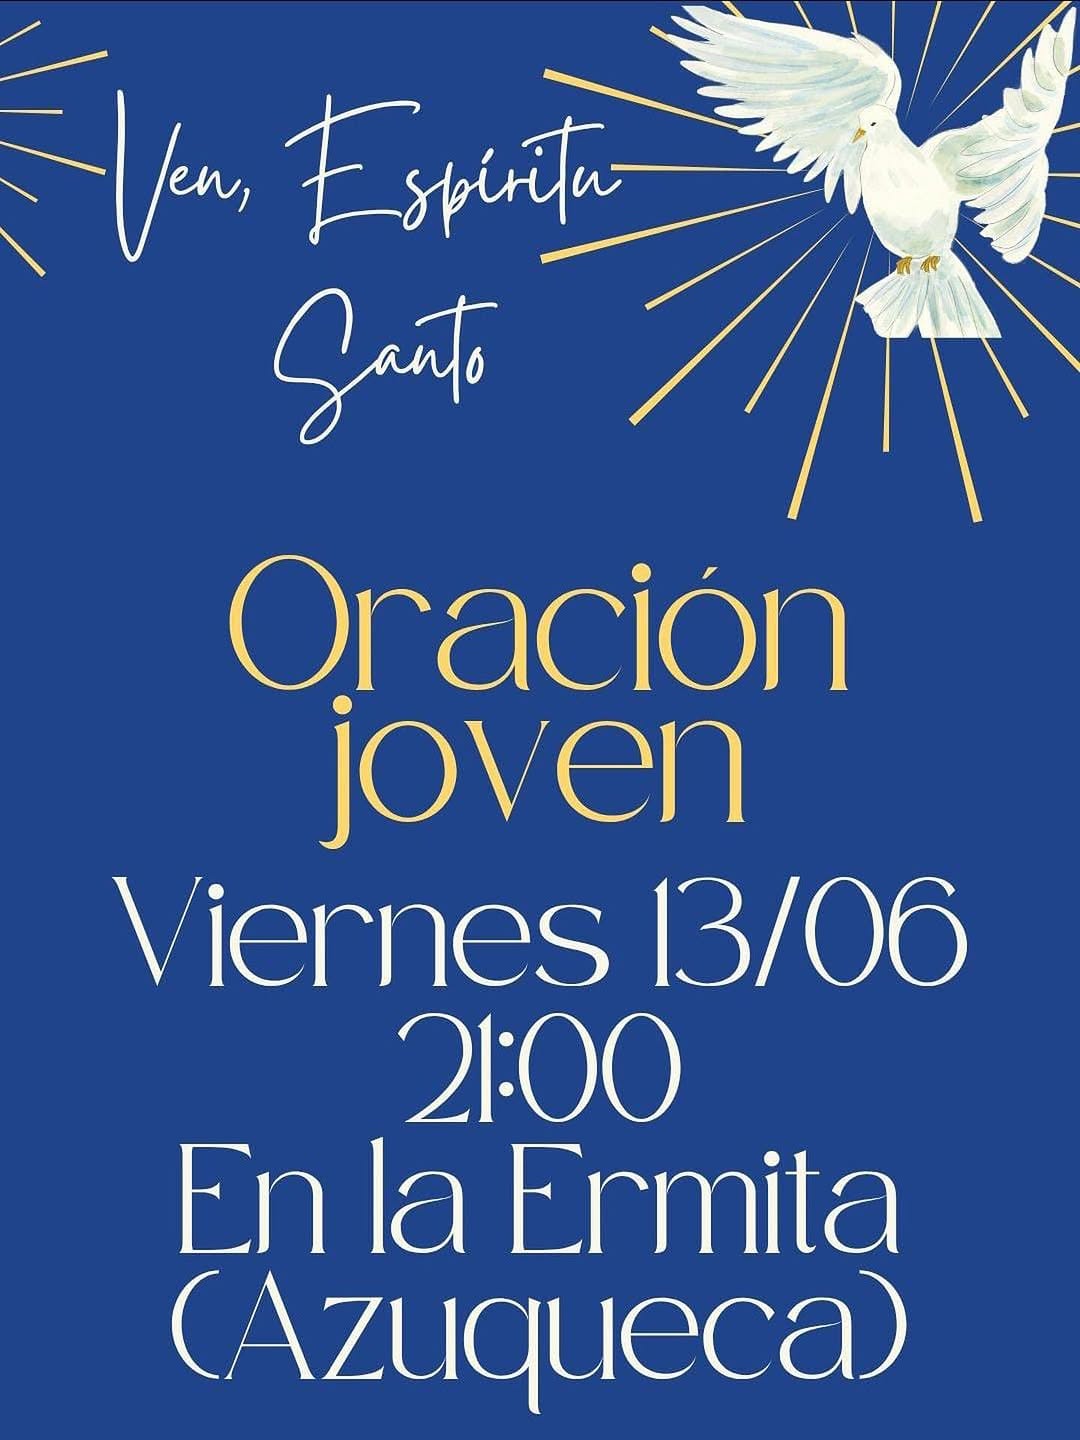 Ven, Espíritu
Santo
Oración
joven
Viernes 13/06
21:00
En la Ermita
(Azuqueca)